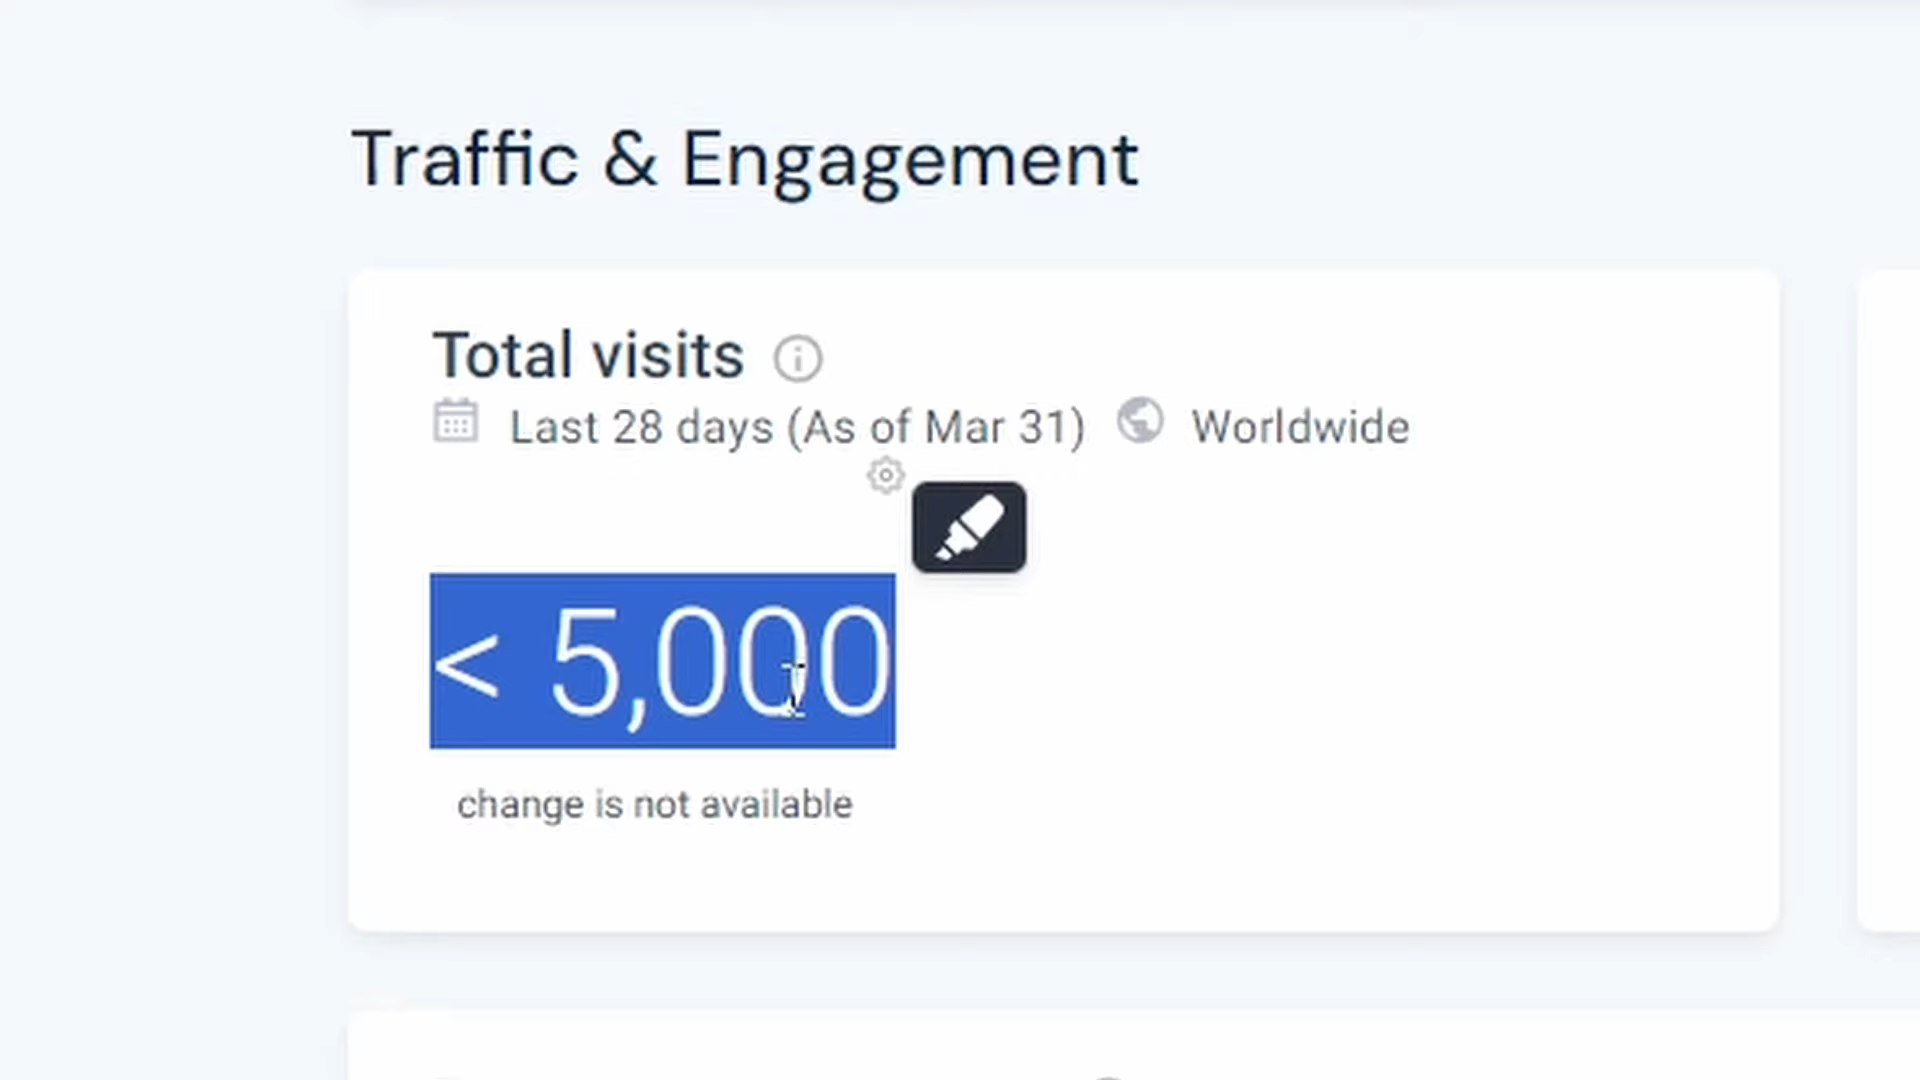 Traffic & Engagement
Total visits
Last 28 days (As of Mar 31) Worldwide
< 5,000
change is not available